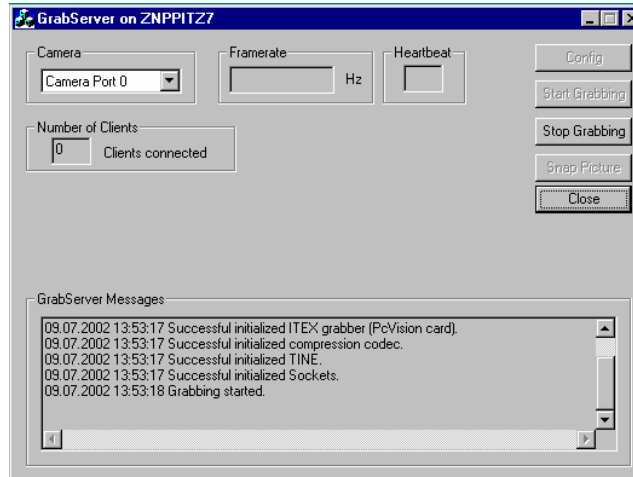 GrabServer on ZNPPITZ7
Camera
Camera Port 0
Framerate
Hz
Heartbeat
Config
Start Grabbing
Number of Clients
0 Clients connected
Stop Grabbing
Snap Picture
Close
GrabServer Messages
09.07.2002 13:53:17 Successful initialized ITEX grabber (PcVision card).
09.07.2002 13:53:17 Successful initialized compression codec.
09.07.2002 13:53:17 Successful initialized TINE.
09.07.2002 13:53:17 Successful initialized Sockets.
09.07.2002 13:53:18 Grabbing started.